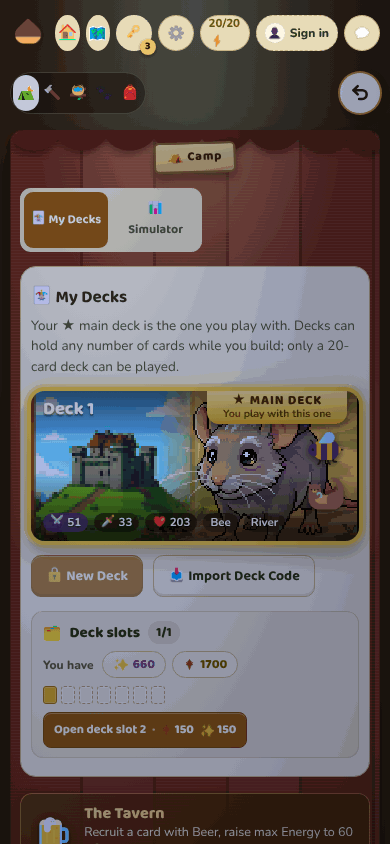 20/20
3
Sign in
Camp
My Decks
Simulator
My Decks
Your ★ main deck is the one you play with. Decks can
hold any number of cards while you build; only a 20-
card deck can be played.
Deck 1
★ MAIN DECK
You play with this one
51
33
203
Bee
River
New Deck
Import Deck Code
Deck slots
1/1
You have
660
1700
Open deck slot 2 · 150 150
The Tavern
Recruit a card with Beer, raise max Energy to 60